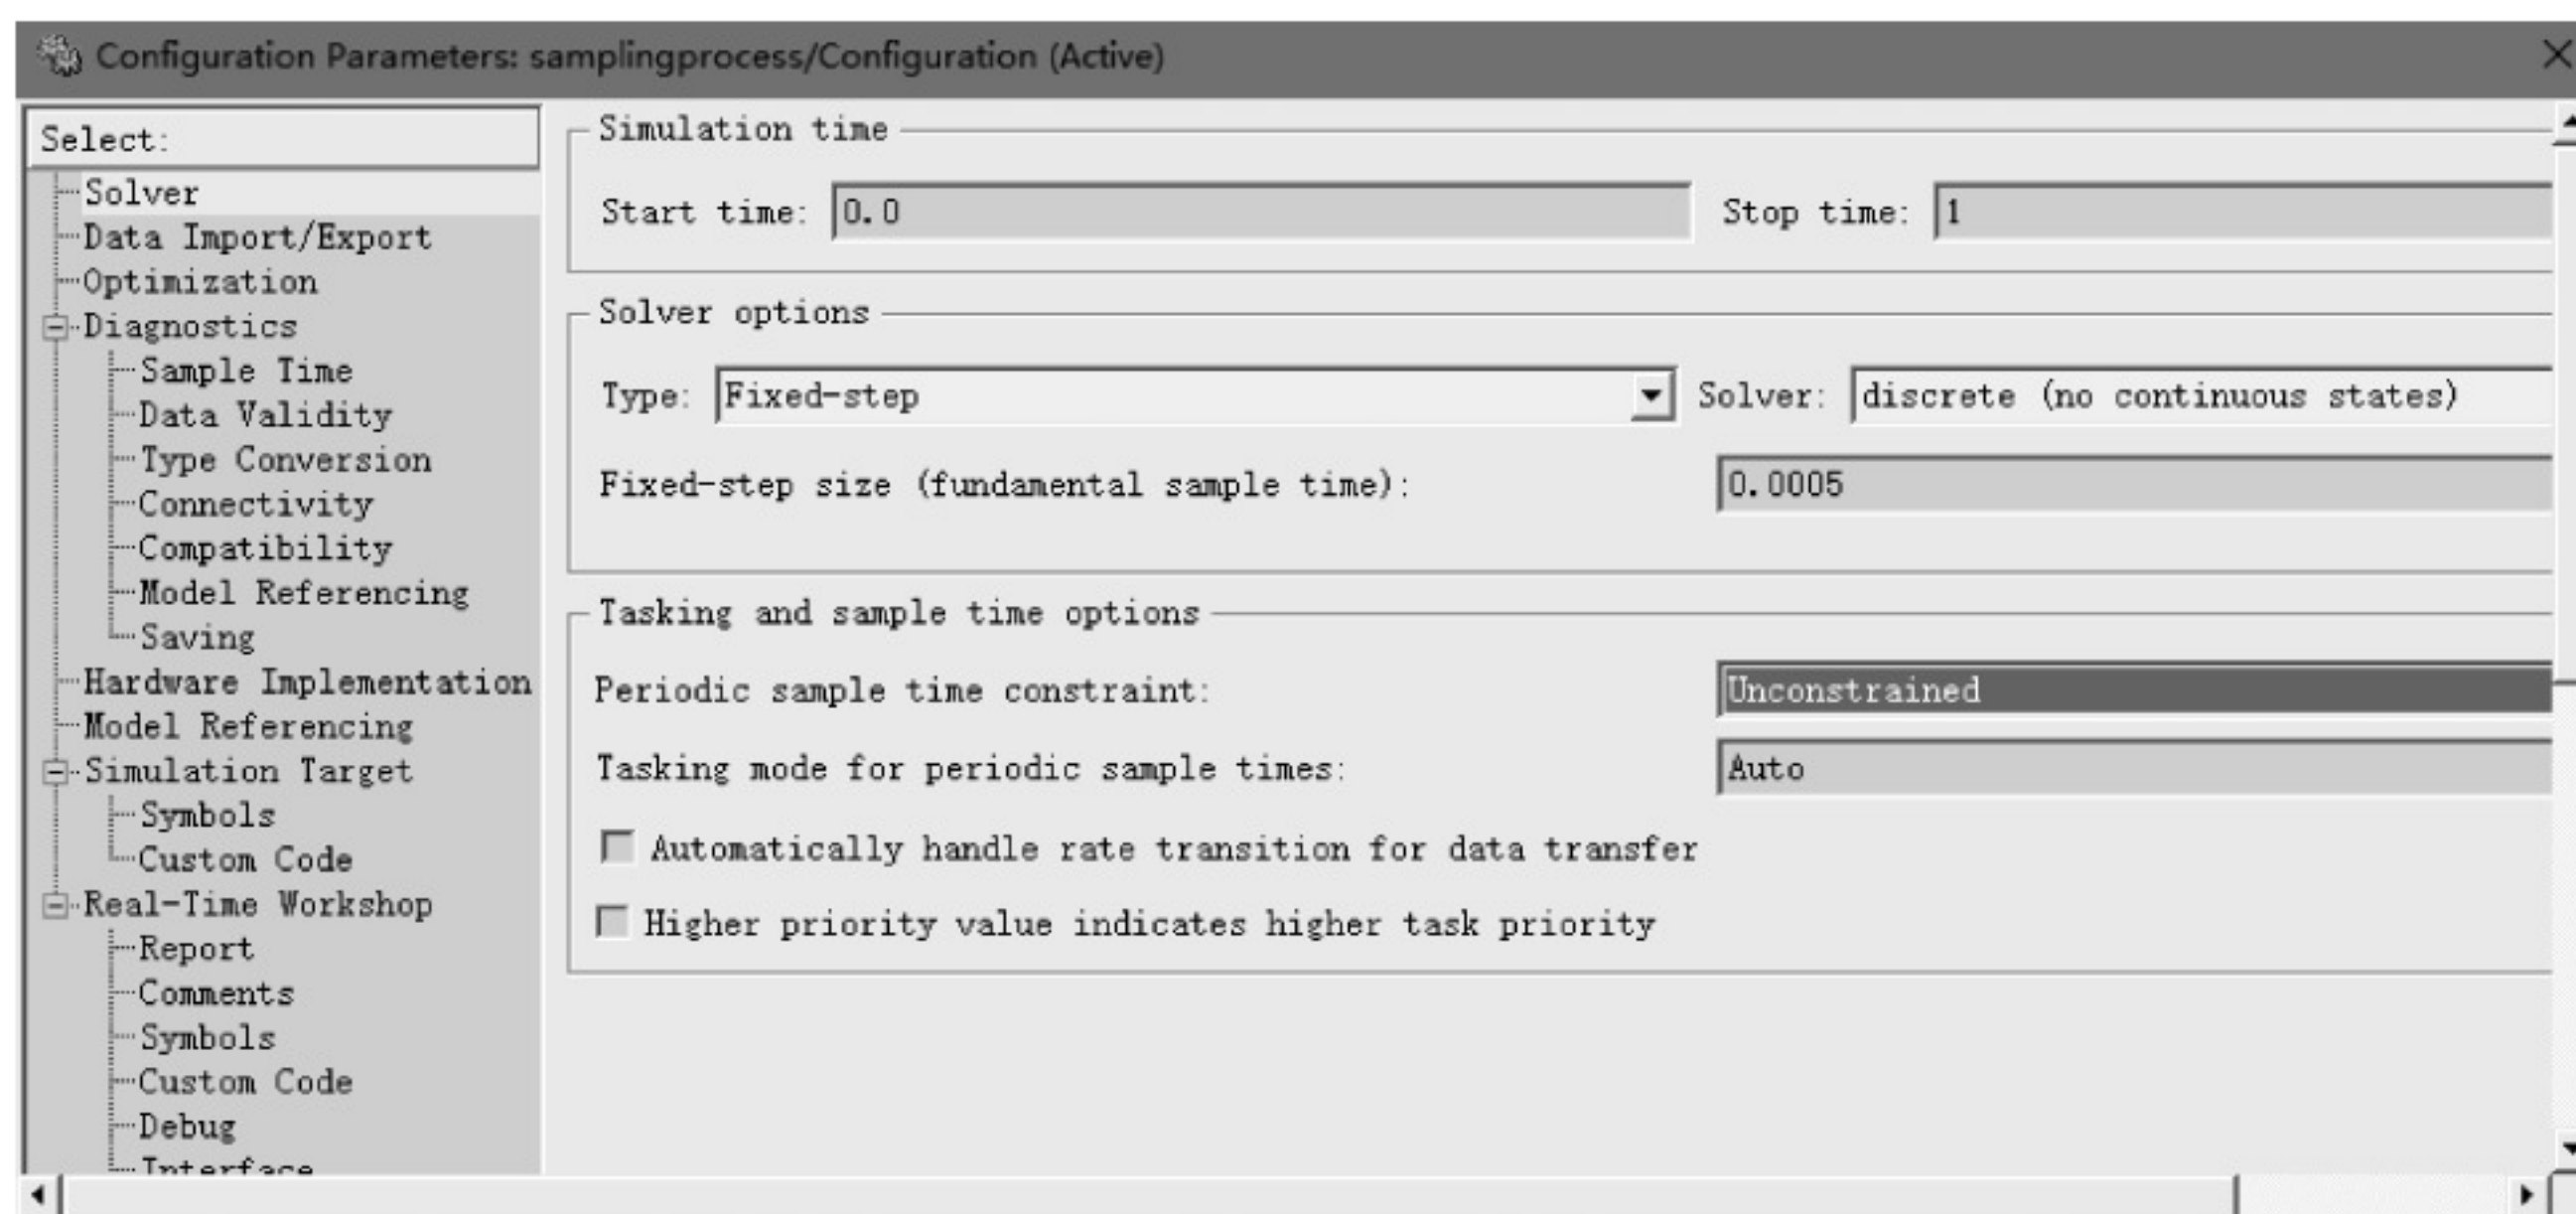 Configuration Parameters: samplingprocess/Configuration (Active)
Select:
Solver
Data Import/Export
Optimization
Diagnostics
Sample Time
Data Validity
Type Conversion
Connectivity
Compatibility
Model Referencing
Saving
Hardware Implementation
Model Referencing
Simulation Target
Symbols
Custom Code
Real-Time Workshop
Report
Comments
Symbols
Custom Code
Debug
Interface
Simulation time
Start time: 0.0 Stop time: 1
Solver options
Type: Fixed-step Solver: discrete (no continuous states)
Fixed-step size (fundamental sample time): 0.0005
Tasking and sample time options
Periodic sample time constraint: Unconstrained
Tasking mode for periodic sample times: Auto
Automatically handle rate transition for data transfer
Higher priority value indicates higher task priority